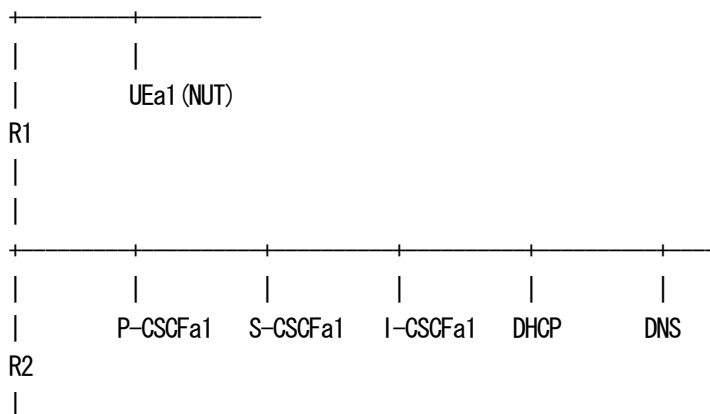 UEa1(NUT)
R1
P-CSCFa1 S-CSCFa1 I-CSCFa1 DHCP DNS
R2